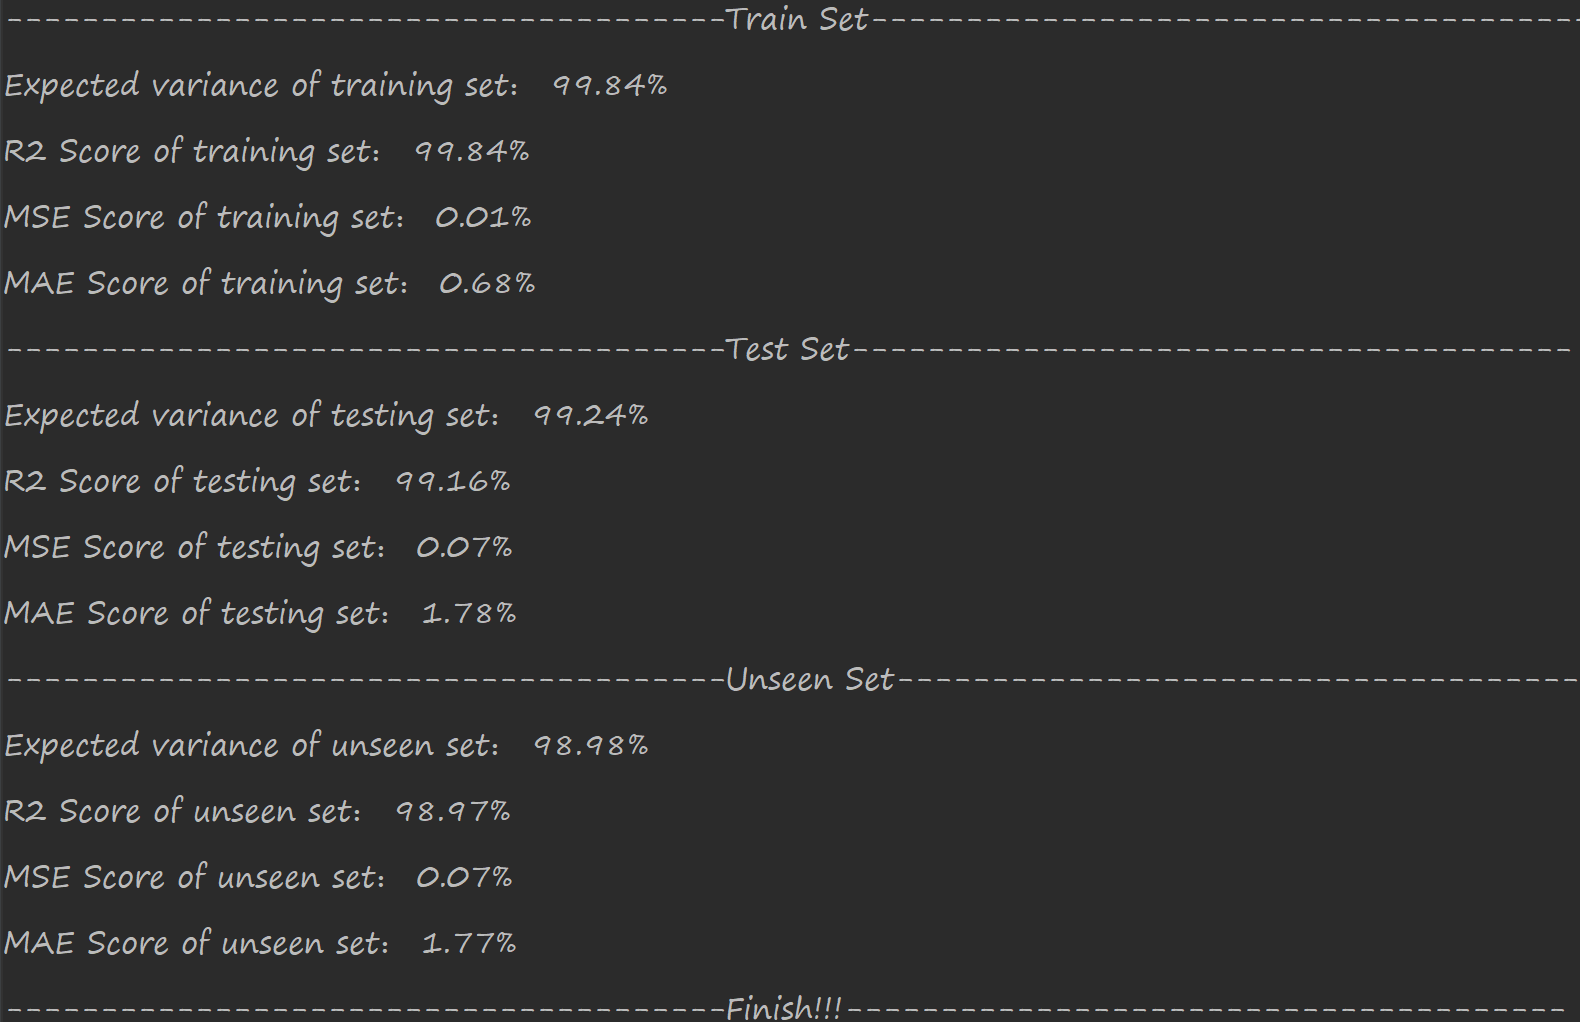 --------------------------------------Train Set--------------------------------------
Expected variance of training set： 99.84%
R2 Score of training set： 99.84%
MSE Score of training set： 0.01%
MAE Score of training set： 0.68%
--------------------------------------Test Set--------------------------------------
Expected variance of testing set： 99.24%
R2 Score of testing set： 99.16%
MSE Score of testing set： 0.07%
MAE Score of testing set： 1.78%
--------------------------------------Unseen Set------------------------------------
Expected variance of unseen set： 98.98%
R2 Score of unseen set： 98.97%
MSE Score of unseen set： 0.07%
MAE Score of unseen set： 1.77%
--------------------------------------Finish!!!--------------------------------------